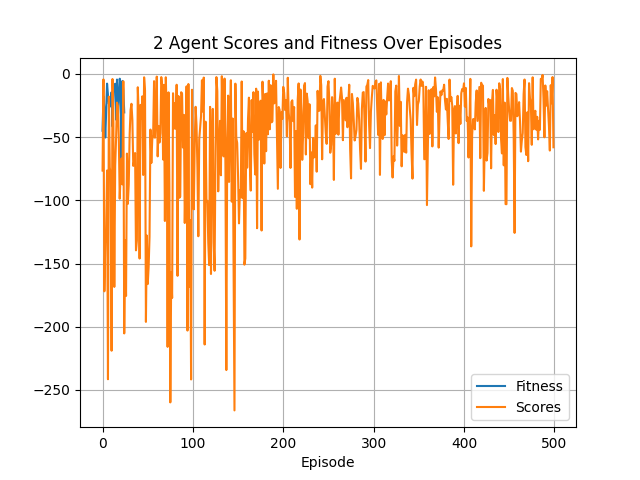 2 Agent Scores and Fitness Over Episodes
0
−50
−100
−150
−200
−250
0 100 200 300 400 500
Episode
Fitness
Scores